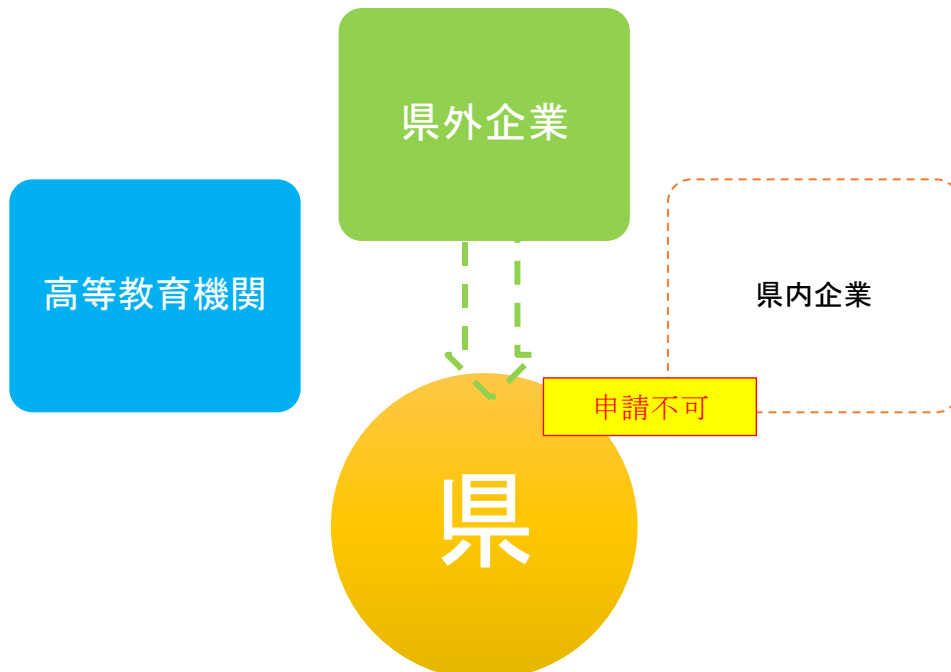 県外企業
高等教育機関
県内企業
申請不可
県